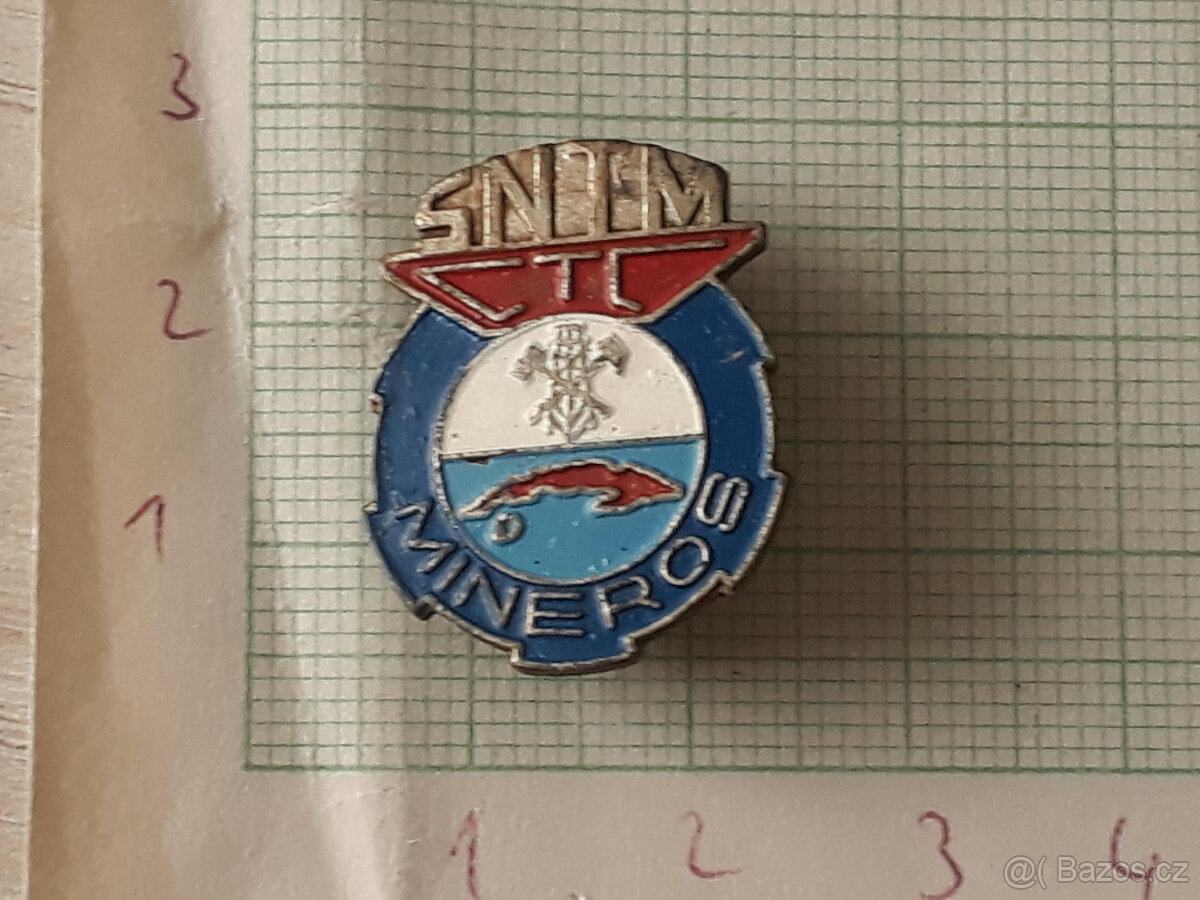 3
SNTM
CTC
2
1
MINEROS
1 2 3 4
@( Bazos.cz